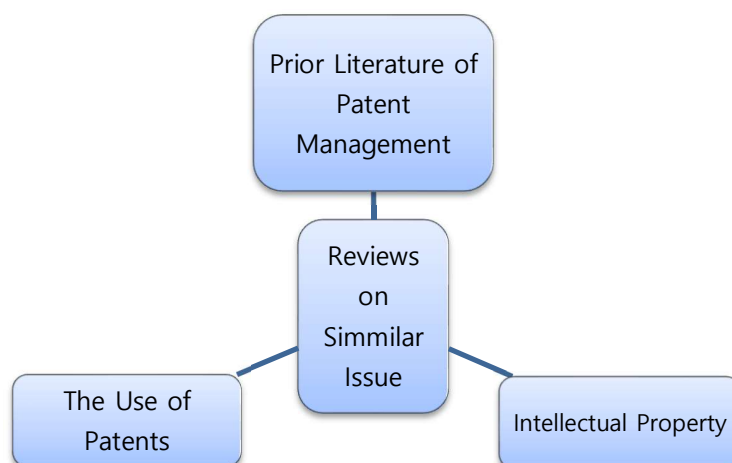 Prior Literature of
Patent
Management
Reviews
on
Simmilar
Issue
The Use of
Patents
Intellectual Property